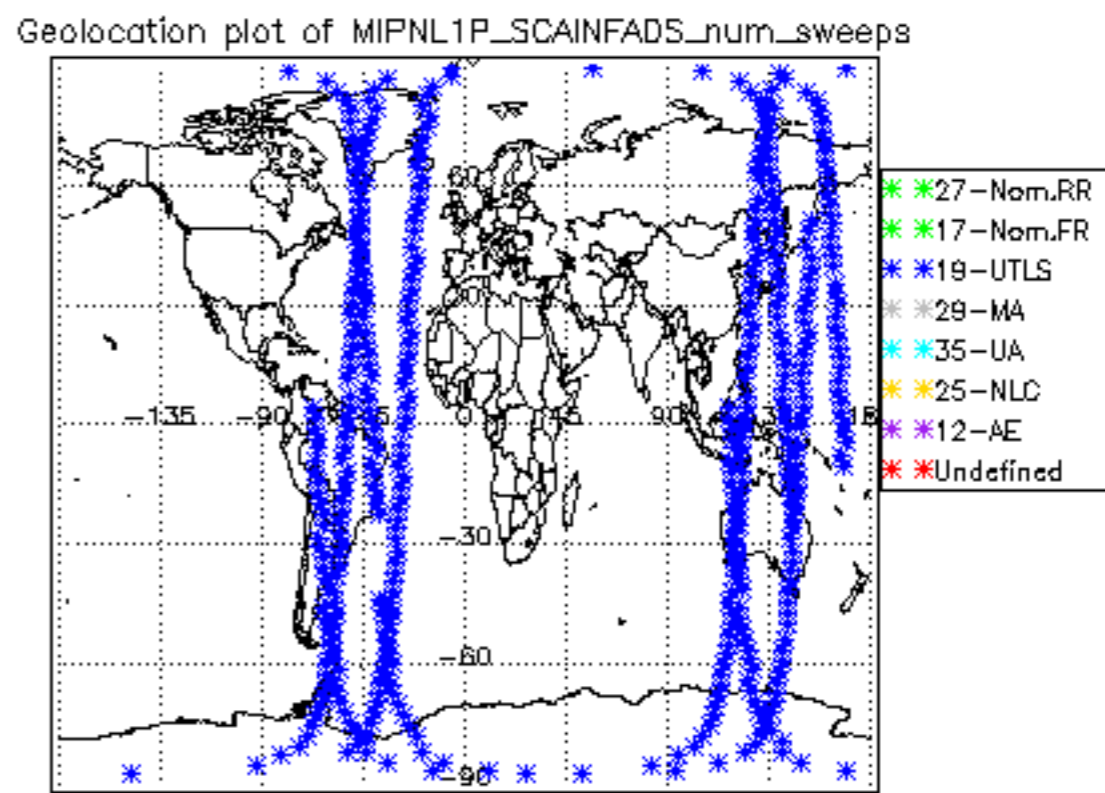 Geolocation plot of MIPNL1P_SCAINFADS_num_sweeps
60
-135 -90 0 90
-30
-60
-90
27-Nom.RR
17-Nom.FR
19-UTLS
29-MA
35-UA
25-NLC
12-AE
Undefined